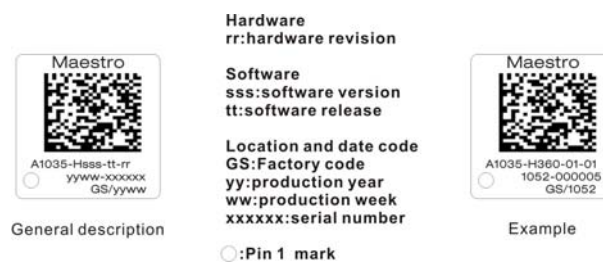 Maestro
A1035-Hsss-tt-rr
yyww-xxxxxx
GS/yyww
General description
Hardware
rr:hardware revision
Software
sss:software version
tt:software release
Location and date code
GS:Factory code
yy:production year
ww:production week
xxxxxx:serial number
:Pin 1 mark
Maestro
A1035-H360-01-01
1052-000005
GS/1052
Example